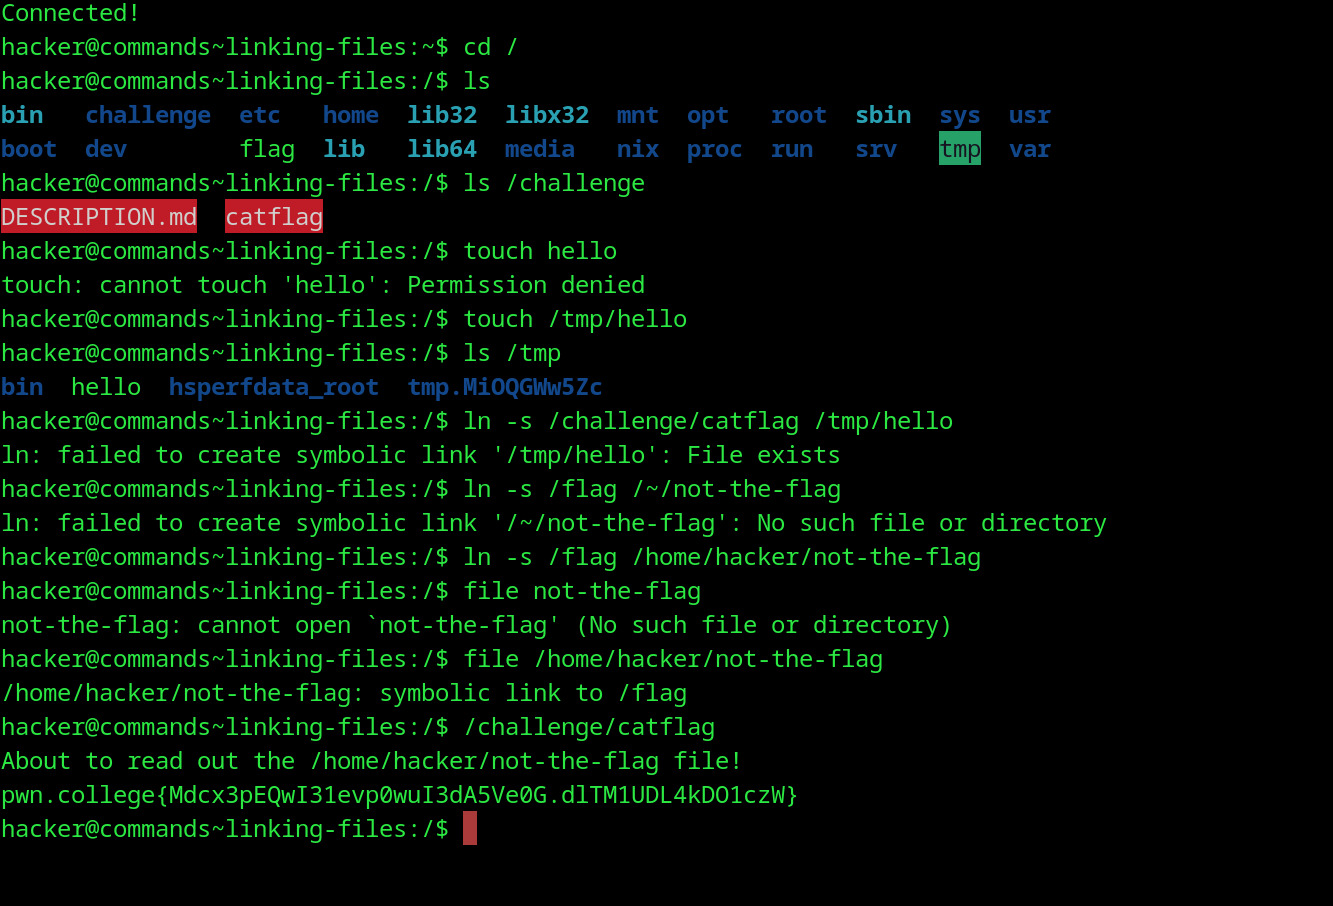 Connected!
hacker@commands~linking-files:~$ cd /
hacker@commands~linking-files:/$ ls
bin   challenge  etc   home  lib32  libx32  mnt  opt   root  sbin  sys  usr
boot  dev        flag  lib   lib64  media   nix  proc  run   srv   tmp  var
hacker@commands~linking-files:/$ ls /challenge
DESCRIPTION.md  catflag
hacker@commands~linking-files:/$ touch hello
touch: cannot touch 'hello': Permission denied
hacker@commands~linking-files:/$ touch /tmp/hello
hacker@commands~linking-files:/$ ls /tmp
bin  hello  hsperfdata_root  tmp.MiOQGWw5Zc
hacker@commands~linking-files:/$ ln -s /challenge/catflag /tmp/hello
ln: failed to create symbolic link '/tmp/hello': File exists
hacker@commands~linking-files:/$ ln -s /flag /~/not-the-flag
ln: failed to create symbolic link '/~/not-the-flag': No such file or directory
hacker@commands~linking-files:/$ ln -s /flag /home/hacker/not-the-flag
hacker@commands~linking-files:/$ file not-the-flag
not-the-flag: cannot open `not-the-flag' (No such file or directory)
hacker@commands~linking-files:/$ file /home/hacker/not-the-flag
/home/hacker/not-the-flag: symbolic link to /flag
hacker@commands~linking-files:/$ /challenge/catflag
About to read out the /home/hacker/not-the-flag file!
pwn.college{Mdcx3pEQwI31evp0wuI3dA5Ve0G.dlTM1UDL4kDO1czW}
hacker@commands~linking-files:/$